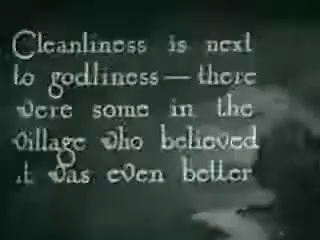 Cleanliness is next
to godliness — there
were some in the
village who believed
it was even better